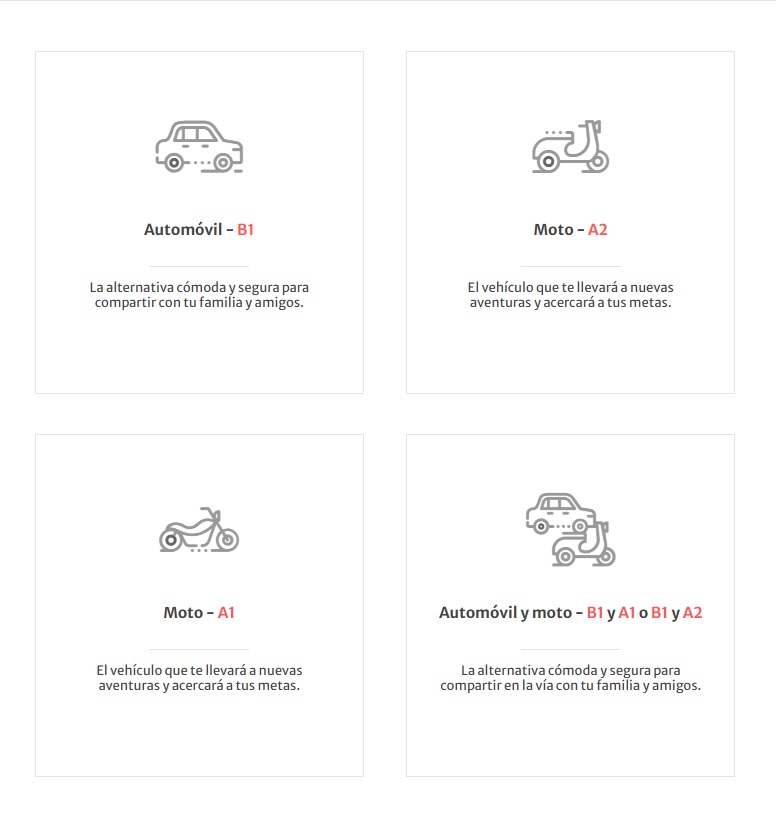 Automóvil - B1
La alternativa cómoda y segura para
compartir con tu familia y amigos.
Moto - A2
El vehículo que te llevará a nuevas
aventuras y acercará a tus metas.
Moto - A1
El vehículo que te llevará a nuevas
aventuras y acercará a tus metas.
Automóvil y moto - B1 y A1 o B1 y A2
La alternativa cómoda y segura para
compartir en la vía con tu familia y amigos.